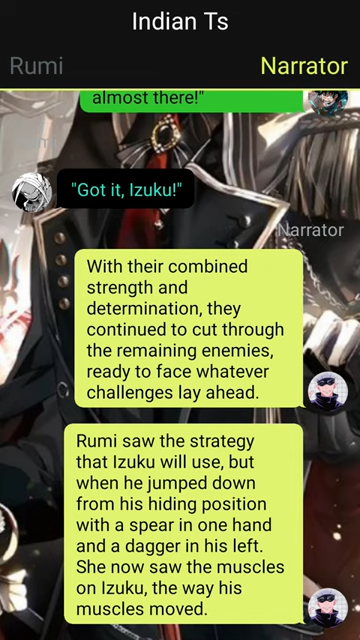 Indian Ts
Rumi
Narrator
almost there!"
"Got it, Izuku!"
Narrator
With their combined
strength and
determination, they
continued to cut through
the remaining enemies,
ready to face whatever
challenges lay ahead.
Rumi saw the strategy
that Izuku will use, but
when he jumped down
from his hiding position
with a spear in one hand
and a dagger in his left.
She now saw the muscles
on Izuku, the way his
muscles moved.